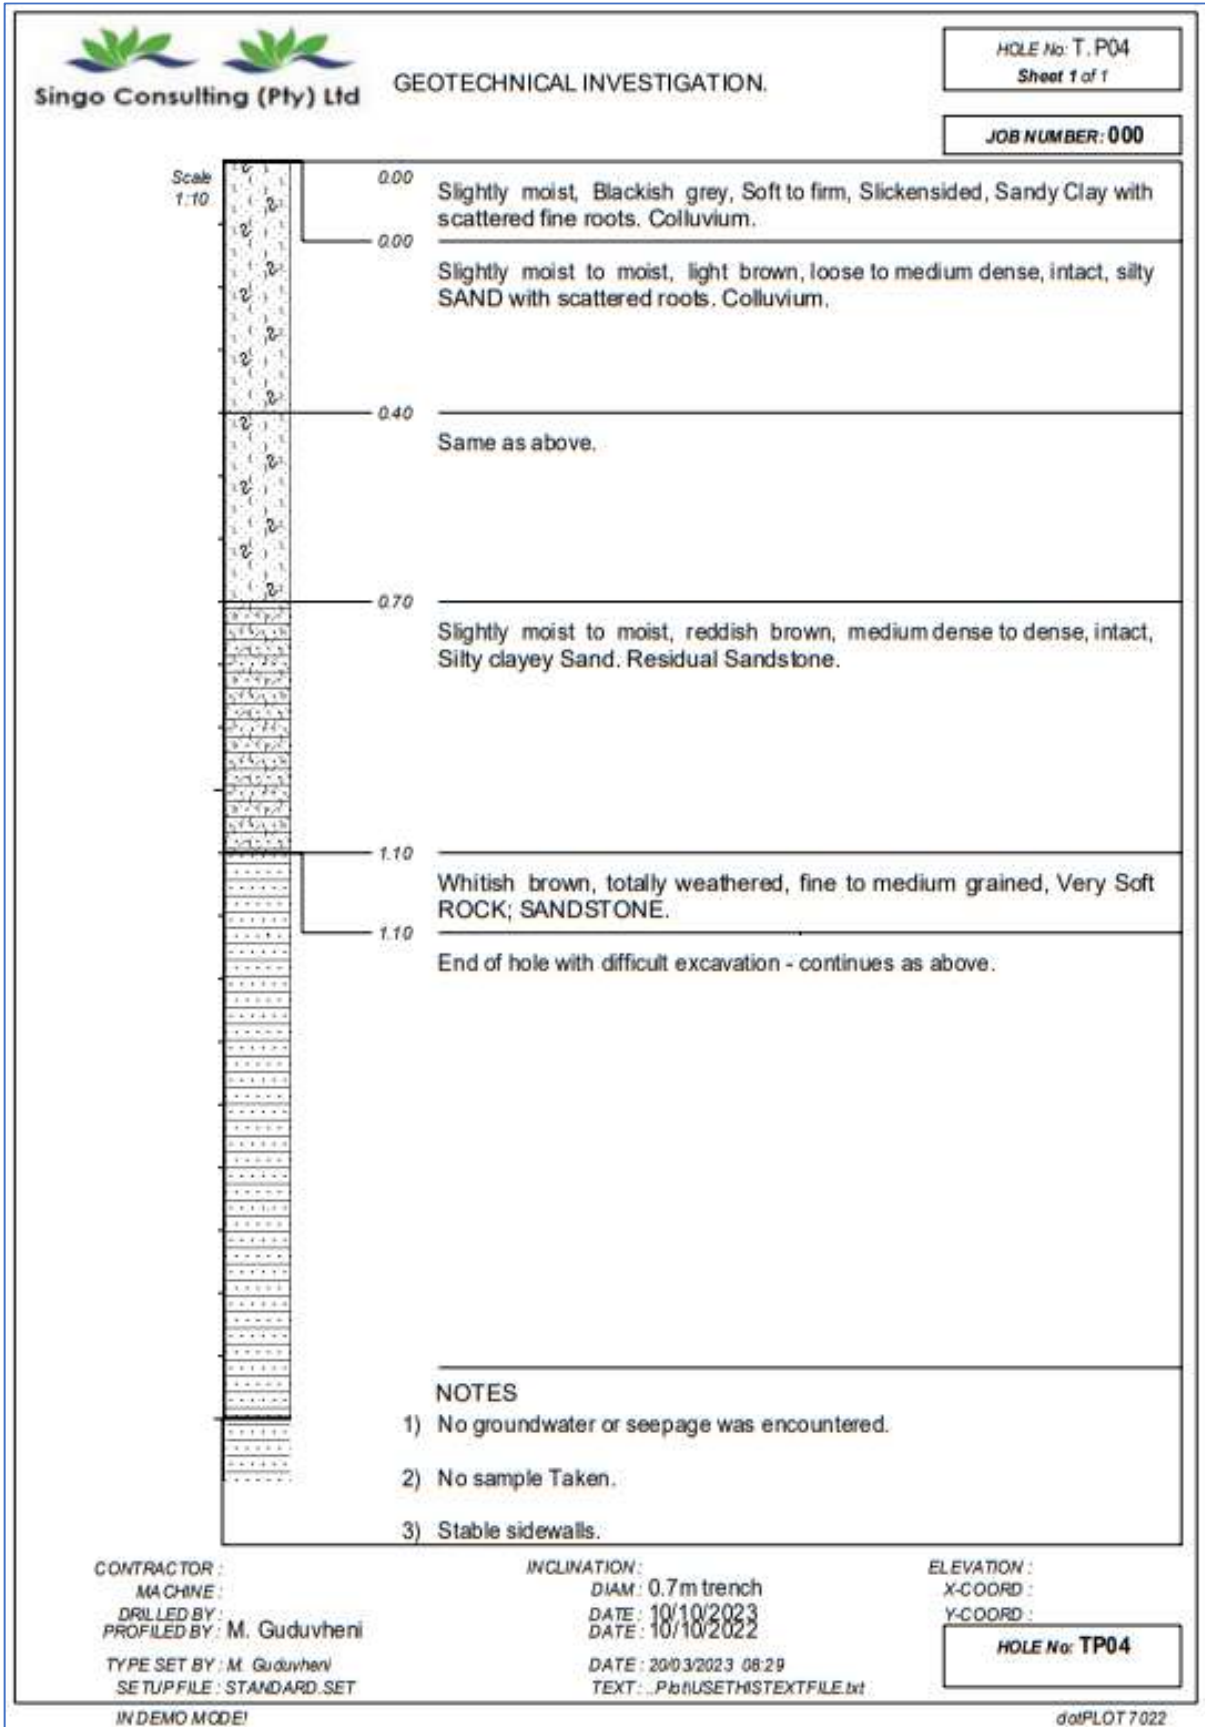 Singo Consulting (Pty) Ltd
GEOTECHNICAL INVESTIGATION.
HOLE No: T.P04
Sheet 1 of 1
JOB NUMBER: 000
Scale
1:10
0.00
Slightly moist, Blackish grey, Soft to firm, Slickensided, Sandy Clay with
scattered fine roots. Colluvium.
0.00
Slightly moist to moist, light brown, loose to medium dense, intact, silty
SAND with scattered roots. Colluvium.
0.40
Same as above.
0.70
Slightly moist to moist, reddish brown, medium dense to dense, intact,
Silty clayey Sand. Residual Sandstone.
1.10
Whitish brown, totally weathered, fine to medium grained, Very Soft
ROCK; SANDSTONE.
1.10
End of hole with difficult excavation - continues as above.
NOTES
1) No groundwater or seepage was encountered.
2) No sample Taken.
3) Stable sidewalls.
CONTRACTOR :
MACHINE :
DRILLED BY :
PROFILED BY : M. Guduvheni
TYPE SET BY : M. Guduvheni
SETUP FILE : STANDARD.SET
INCLINATION :
DIAM : 0.7m trench
DATE : 10/10/2023
DATE : 10/10/2022
DATE : 20/03/2023 08:29
TEXT : ..Plot\USETHISTEXTFILE.txt
ELEVATION :
X-COORD :
Y-COORD :
HOLE No: TP04
IN DEMO MODE!
dotPLOT 7022